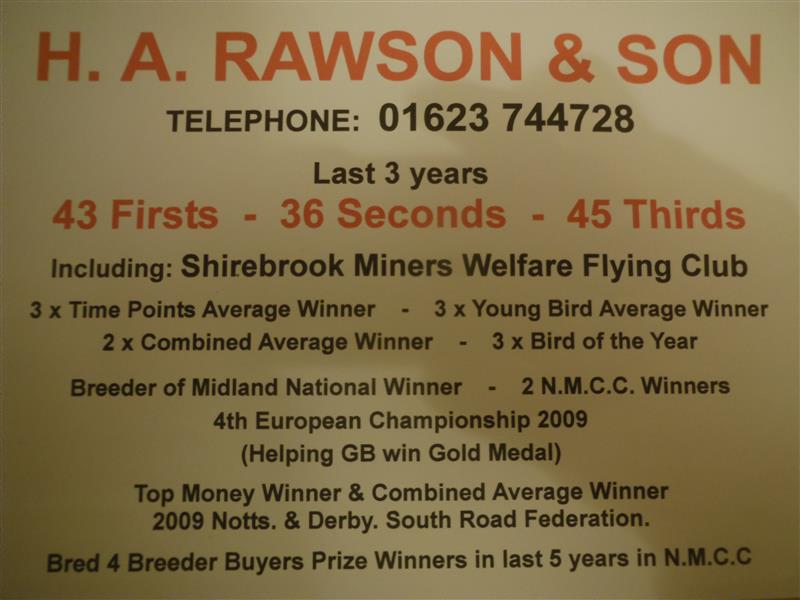 H. A. RAWSON & SON
TELEPHONE: 01623 744728
Last 3 years
43 Firsts - 36 Seconds - 45 Thirds
Including: Shirebrook Miners Welfare Flying Club
3 x Time Points Average Winner - 3 x Young Bird Average Winner
2 x Combined Average Winner - 3 x Bird of the Year
Breeder of Midland National Winner - 2 N.M.C.C. Winners
4th European Championship 2009
(Helping GB win Gold Medal)
Top Money Winner & Combined Average Winner
2009 Notts. & Derby. South Road Federation.
Bred 4 Breeder Buyers Prize Winners in last 5 years in N.M.C.C